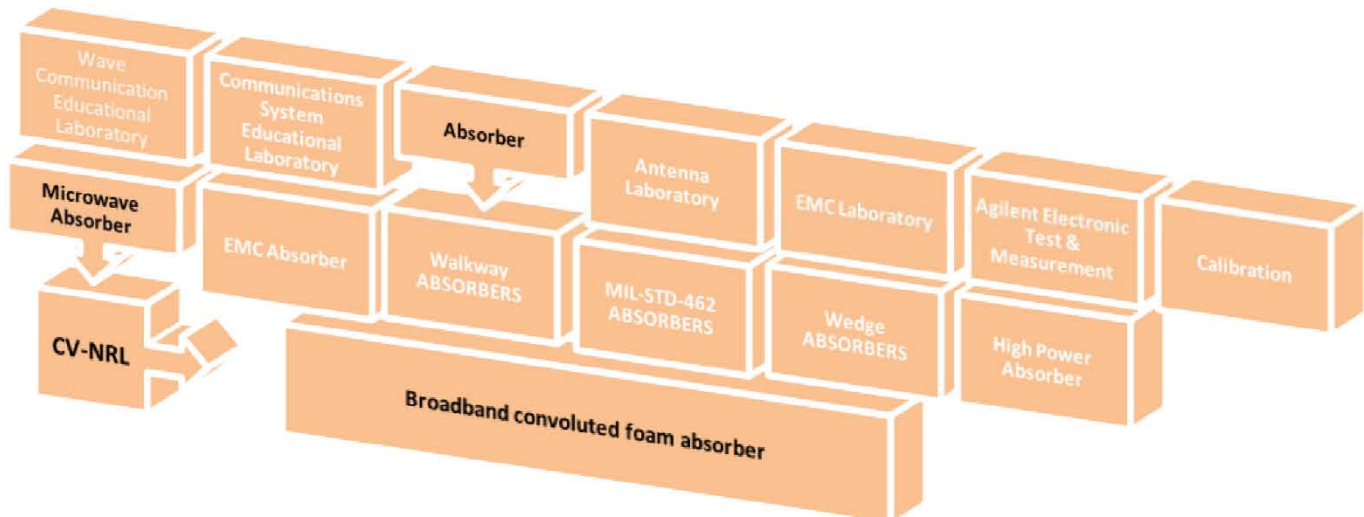 Wave
Communication
Educational
Laboratory
Communications
System
Educational
Laboratory
Absorber
Antenna
Laboratory
EMC Laboratory
Agilent Electronic
Test &
Measurement
Calibration
Microwave
Absorber
EMC Absorber
Walkway
ABSORBERS
MIL-STD-462
ABSORBERS
Wedge
ABSORBERS
High Power
Absorber
CV-NRL
Broadband convoluted foam absorber